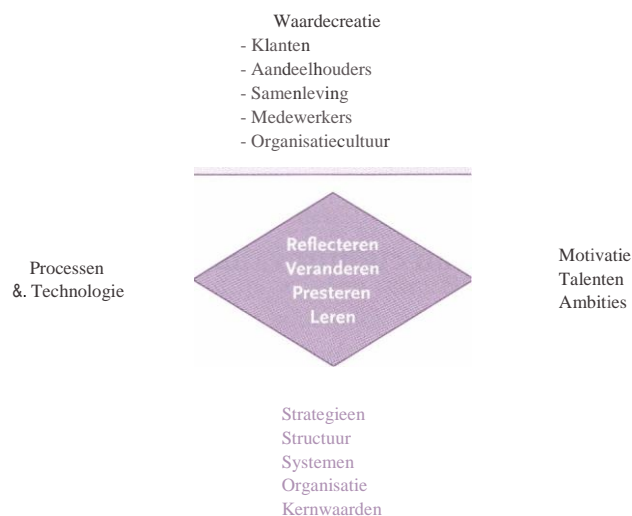 Waardecreatie
- Klanten
- Aandeelhouders
- Samenleving
- Medewerkers
- Organisatiecultuur
Processen
&. Technologie
Reflecteren
Veranderen
Presteren
Leren
Motivatie
Talenten
Ambities
Strategieen
Structuur
Systemen
Organisatie
Kernwaarden